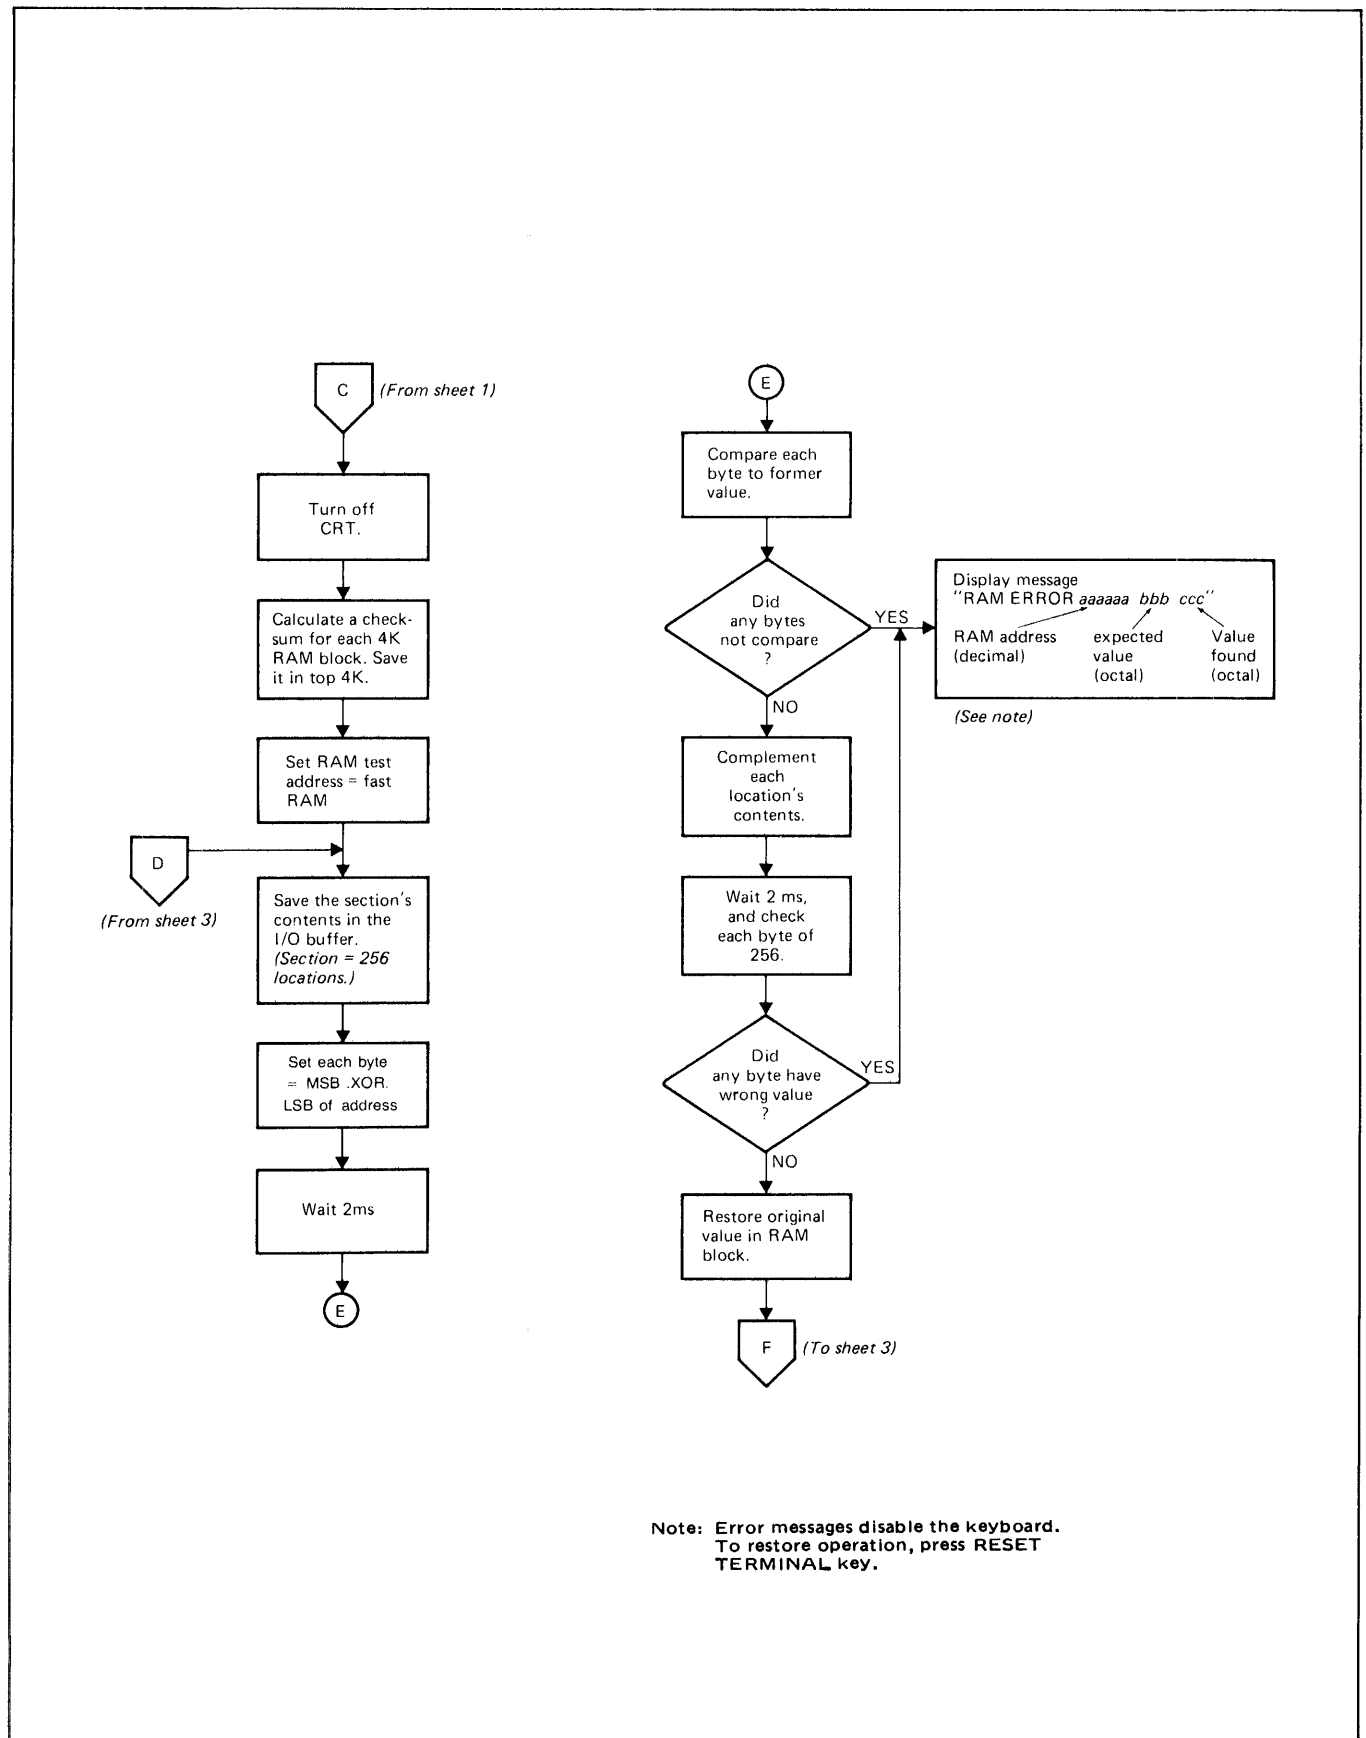 C
(From sheet 1)
Turn off
CRT.
Calculate a check-
sum for each 4K
RAM block. Save
it in top 4K.
Set RAM test
address = fast
RAM
D
(From sheet 3)
Save the section's
contents in the
I/O buffer.
(Section = 256
locations.)
Set each byte
= MSB .XOR.
LSB of address
Wait 2ms
E
E
Compare each
byte to former
value.
Did
any bytes
not compare
?
YES
NO
Display message
"RAM ERROR aaaaaa bbb ccc"
RAM address
(decimal)
expected
value
(octal)
Value
found
(octal)
(See note)
Complement
each
location's
contents.
Wait 2 ms,
and check
each byte of
256.
Did
any byte have
wrong value
?
YES
NO
Restore original
value in RAM
block.
F
(To sheet 3)
Note: Error messages disable the keyboard.
To restore operation, press RESET
TERMINAL key.